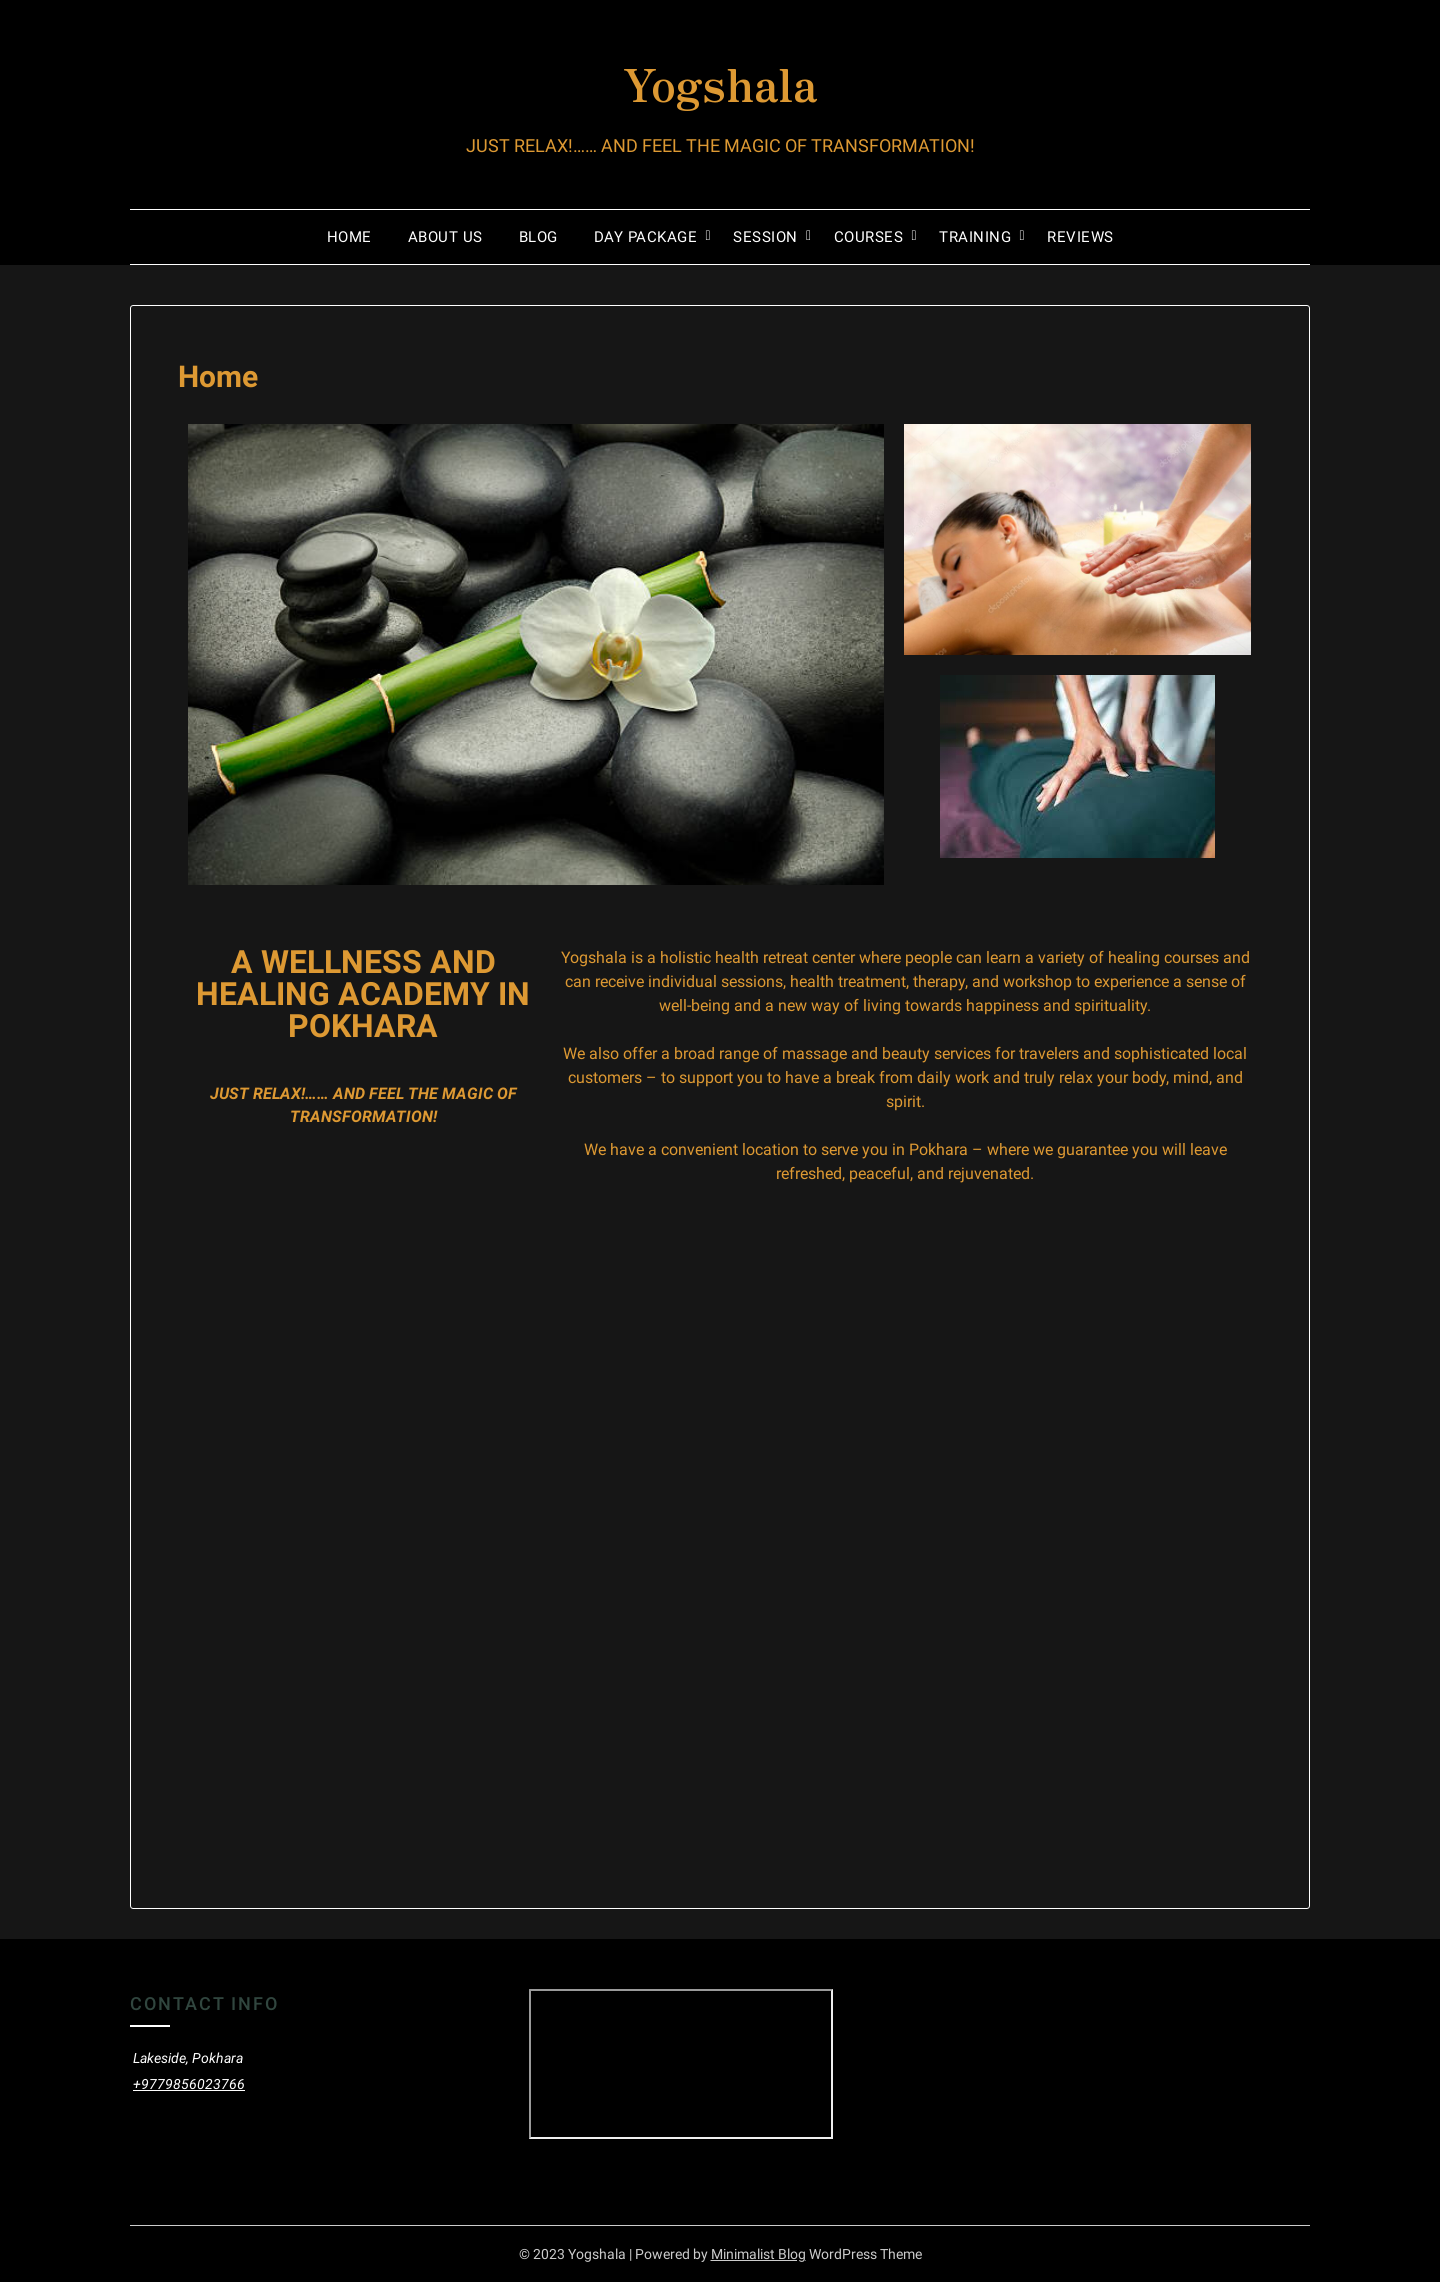 Yogshala
JUST RELAX!...... AND FEEL THE MAGIC OF TRANSFORMATION!
HOME ABOUT US BLOG DAY PACKAGE SESSION COURSES TRAINING REVIEWS
Home
A WELLNESS AND
HEALING ACADEMY IN
POKHARA
JUST RELAX!…… AND FEEL THE MAGIC OF
TRANSFORMATION!
Yogshala is a holistic health retreat center where people can learn a variety of healing courses and
can receive individual sessions, health treatment, therapy, and workshop to experience a sense of
well-being and a new way of living towards happiness and spirituality.
We also offer a broad range of massage and beauty services for travelers and sophisticated local
customers – to support you to have a break from daily work and truly relax your body, mind, and
spirit.
We have a convenient location to serve you in Pokhara – where we guarantee you will leave
refreshed, peaceful, and rejuvenated.
CONTACT INFO
Lakeside, Pokhara
+9779856023766
© 2023 Yogshala | Powered by Minimalist Blog WordPress Theme